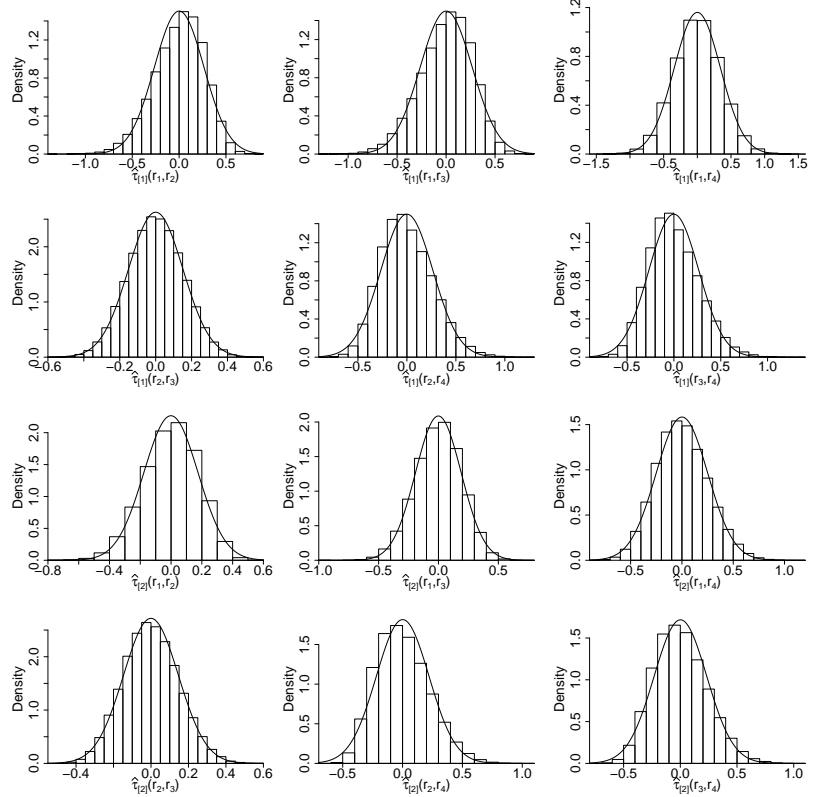 Density
0.0 0.4 0.8 1.2
−1.0 −0.5 0.0 0.5
τ̂[1](r1,r2)
Density
0.0 0.4 0.8 1.2
−1.0 −0.5 0.0 0.5
τ̂[1](r1,r3)
Density
0.0 0.4 0.8 1.2
−1.5 −0.5 0.0 0.5 1.0 1.5
τ̂[1](r1,r4)
Density
0.0 1.0 2.0
−0.6 −0.2 0.0 0.2 0.4 0.6
τ̂[1](r2,r3)
Density
0.0 0.4 0.8 1.2
−0.5 0.0 0.5 1.0
τ̂[1](r2,r4)
Density
0.0 0.4 0.8 1.2
−0.5 0.0 0.5 1.0
τ̂[1](r3,r4)
Density
0.0 0.5 1.0 1.5 2.0
−0.8 −0.4 0.0 0.2 0.4 0.6
τ̂[2](r1,r2)
Density
0.0 0.5 1.0 1.5 2.0
−1.0 −0.5 0.0 0.5
τ̂[2](r1,r3)
Density
0.0 0.5 1.0 1.5
−0.5 0.0 0.5 1.0
τ̂[2](r1,r4)
Density
0.0 1.0 2.0
−0.4 0.0 0.2 0.4 0.6
τ̂[2](r2,r3)
Density
0.0 0.5 1.0 1.5
−0.5 0.0 0.5 1.0
τ̂[2](r2,r4)
Density
0.0 0.5 1.0 1.5
−0.5 0.0 0.5 1.0
τ̂[2](r3,r4)